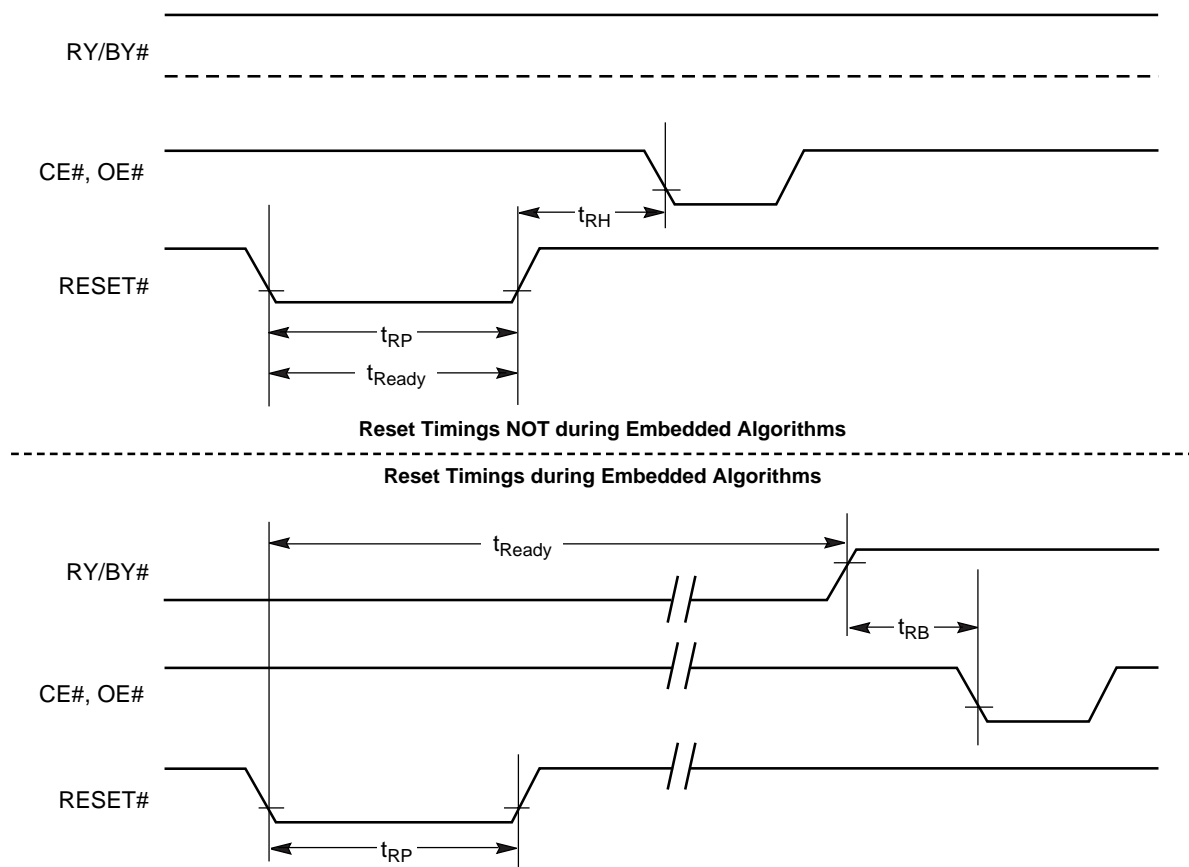 RY/BY#
CE#, OE#
tRH
RESET#
tRP
tReady
Reset Timings NOT during Embedded Algorithms
Reset Timings during Embedded Algorithms
tReady
RY/BY#
tRB
CE#, OE#
RESET#
tRP